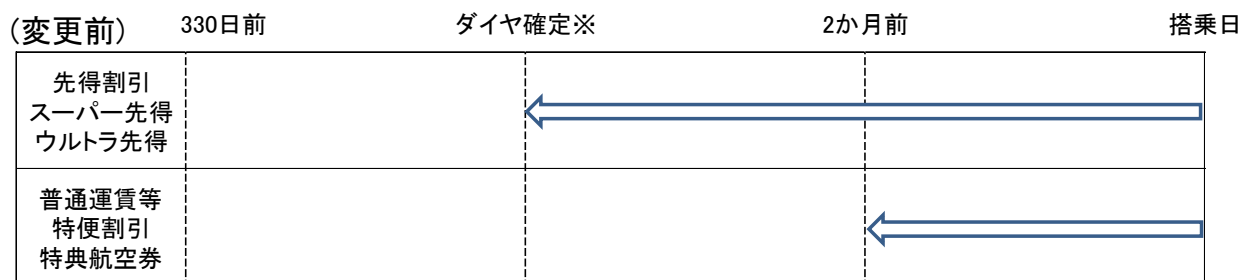 (変更前) 330日前 ダイヤ確定※ 2か月前 搭乗日
先得割引
スーパー先得
ウルトラ先得
普通運賃等
特便割引
特典航空券